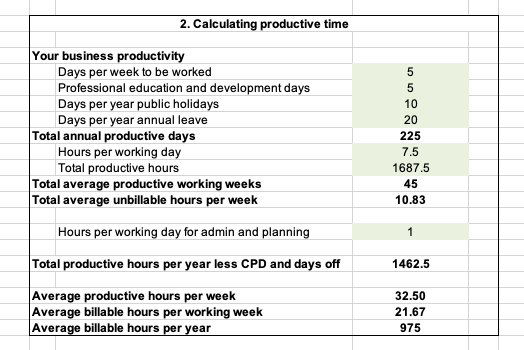 2. Calculating productive time
Your business productivity
Days per week to be worked 5
Professional education and development days 5
Days per year public holidays 10
Days per year annual leave 20
Total annual productive days 225
Hours per working day 7.5
Total productive hours 1687.5
Total average productive working weeks 45
Total average unbillable hours per week 10.83
Hours per working day for admin and planning 1
Total productive hours per year less CPD and days off 1462.5
Average productive hours per week 32.50
Average billable hours per working week 21.67
Average billable hours per year 975